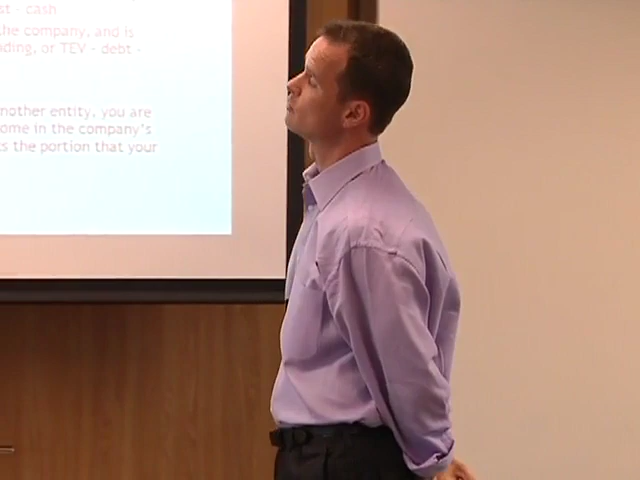 st - cash
the company, and is
ding, or TEV - debt -
nother entity, you are
ome in the company's
s the portion that your